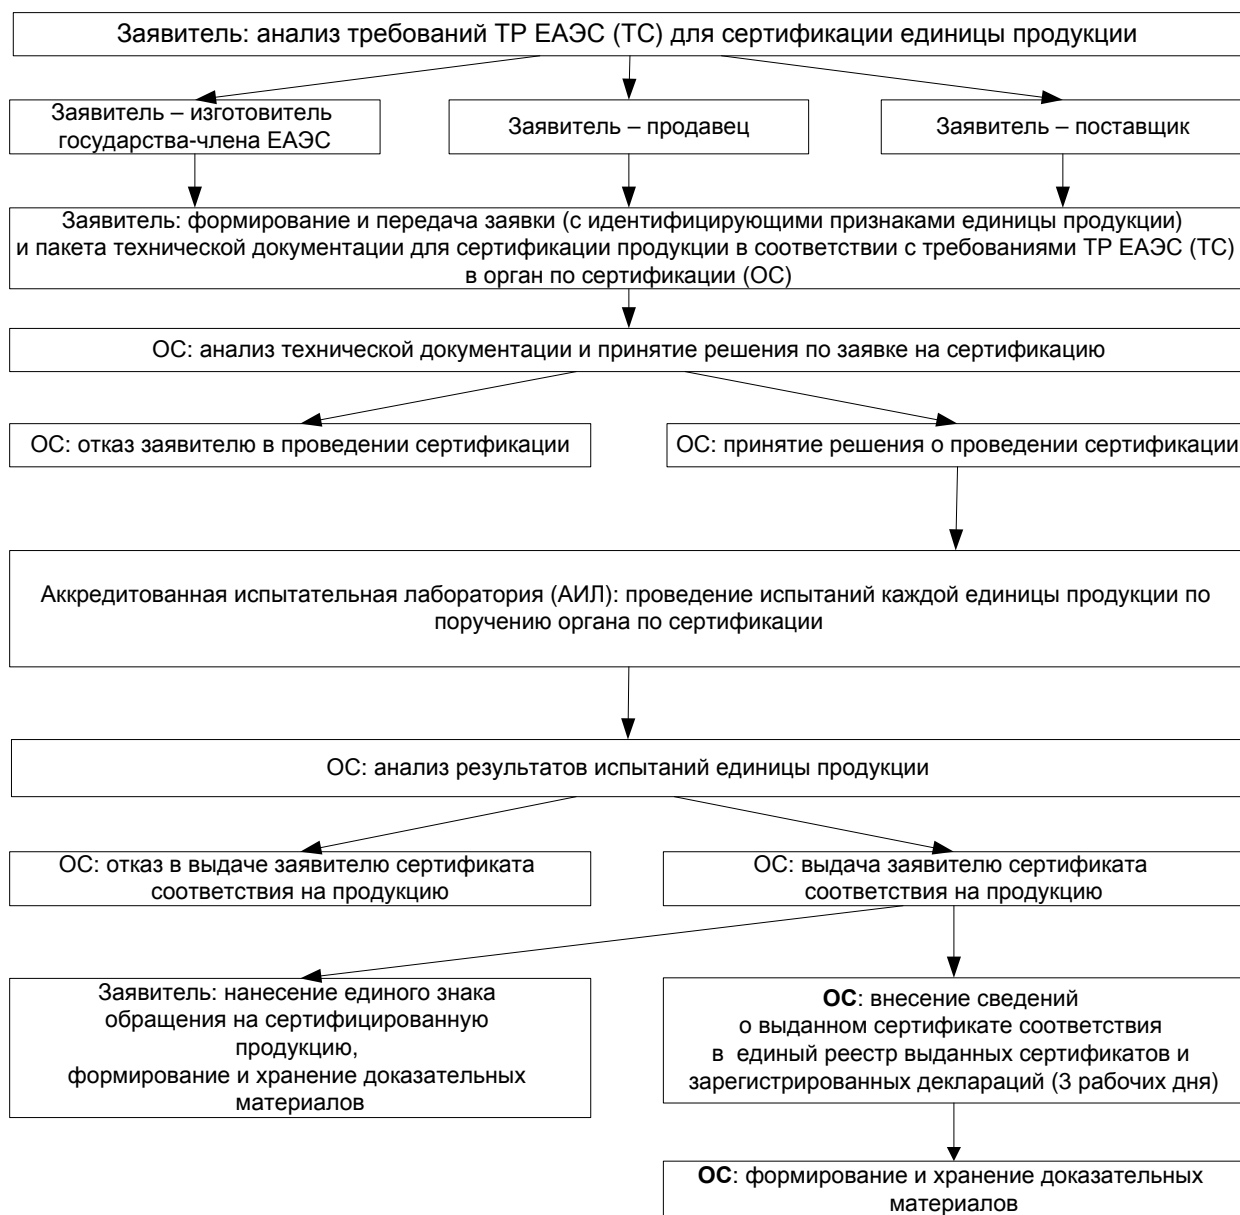 Заявитель: анализ требований ТР ЕАЭС (ТС) для сертификации единицы продукции
Заявитель – изготовитель
государства-члена ЕАЭС
Заявитель – продавец
Заявитель – поставщик
Заявитель: формирование и передача заявки (с идентифицирующими признаками единицы продукции)
и пакета технической документации для сертификации продукции в соответствии с требованиями ТР ЕАЭС (ТС)
в орган по сертификации (ОС)
ОС: анализ технической документации и принятие решения по заявке на сертификацию
ОС: отказ заявителю в проведении сертификации
ОС: принятие решения о проведении сертификации
Аккредитованная испытательная лаборатория (АИЛ): проведение испытаний каждой единицы продукции по
поручению органа по сертификации
ОС: анализ результатов испытаний единицы продукции
ОС: отказ в выдаче заявителю сертификата
соответствия на продукцию
ОС: выдача заявителю сертификата
соответствия на продукцию
Заявитель: нанесение единого знака
обращения на сертифицированную
продукцию,
формирование и хранение доказательных
материалов
ОС: внесение сведений
о выданном сертификате соответствия
в единый реестр выданных сертификатов и
зарегистрированных деклараций (3 рабочих дня)
ОС: формирование и хранение доказательных
материалов